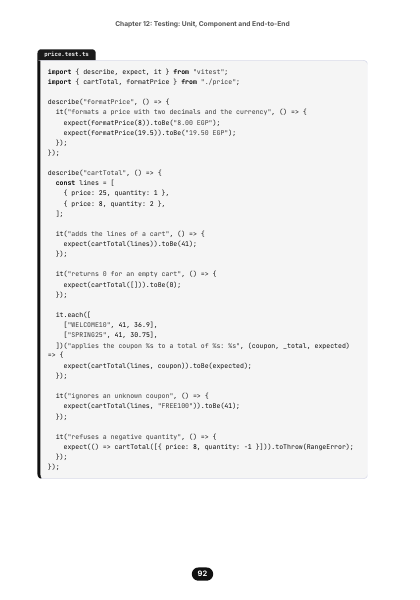 Chapter 12: Testing: Unit, Component and End-to-End
price.test.ts
import { describe, expect, it } from "vitest";
import { cartTotal, formatPrice } from "./price";
describe("formatPrice", () => {
  it("formats a price with two decimals and the currency", () => {
    expect(formatPrice(8)).toBe("8.00 EGP");
    expect(formatPrice(19.5)).toBe("19.50 EGP");
  });
});
describe("cartTotal", () => {
  const lines = [
    { price: 25, quantity: 1 },
    { price: 8, quantity: 2 },
  ];
  it("adds the lines of a cart", () => {
    expect(cartTotal(lines)).toBe(41);
  });
  it("returns 0 for an empty cart", () => {
    expect(cartTotal([])).toBe(0);
  });
  it.each([
    ["WELCOME10", 41, 36.9],
    ["SPRING25", 41, 30.75],
  ])("applies the coupon %s to a total of %s: %s", (coupon, _total, expected)
=> {
    expect(cartTotal(lines, coupon)).toBe(expected);
  });
  it("ignores an unknown coupon", () => {
    expect(cartTotal(lines, "FREE100")).toBe(41);
  });
  it("refuses a negative quantity", () => {
    expect(() => cartTotal([{ price: 8, quantity: -1 }])).toThrow(RangeError);
  });
});
92